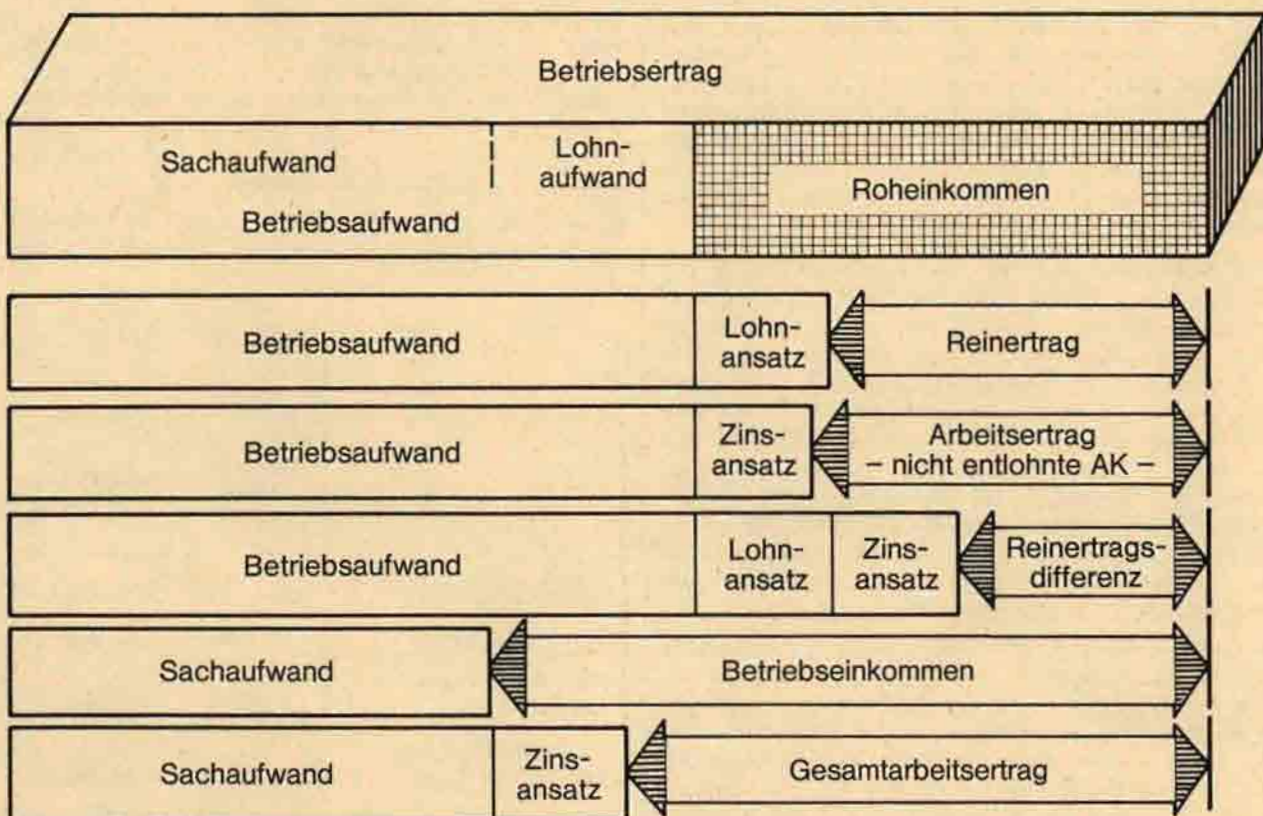 Betriebsertrag
Sachaufwand
Lohn-
aufwand
Betriebsaufwand
Roheinkommen
Betriebsaufwand
Lohn-
ansatz
Reinertrag
Betriebsaufwand
Zins-
ansatz
Arbeitsertrag
– nicht entlohnte AK –
Betriebsaufwand
Lohn-
ansatz
Zins-
ansatz
Reinertrags-
differenz
Sachaufwand
Betriebseinkommen
Sachaufwand
Zins-
ansatz
Gesamtarbeitsertrag